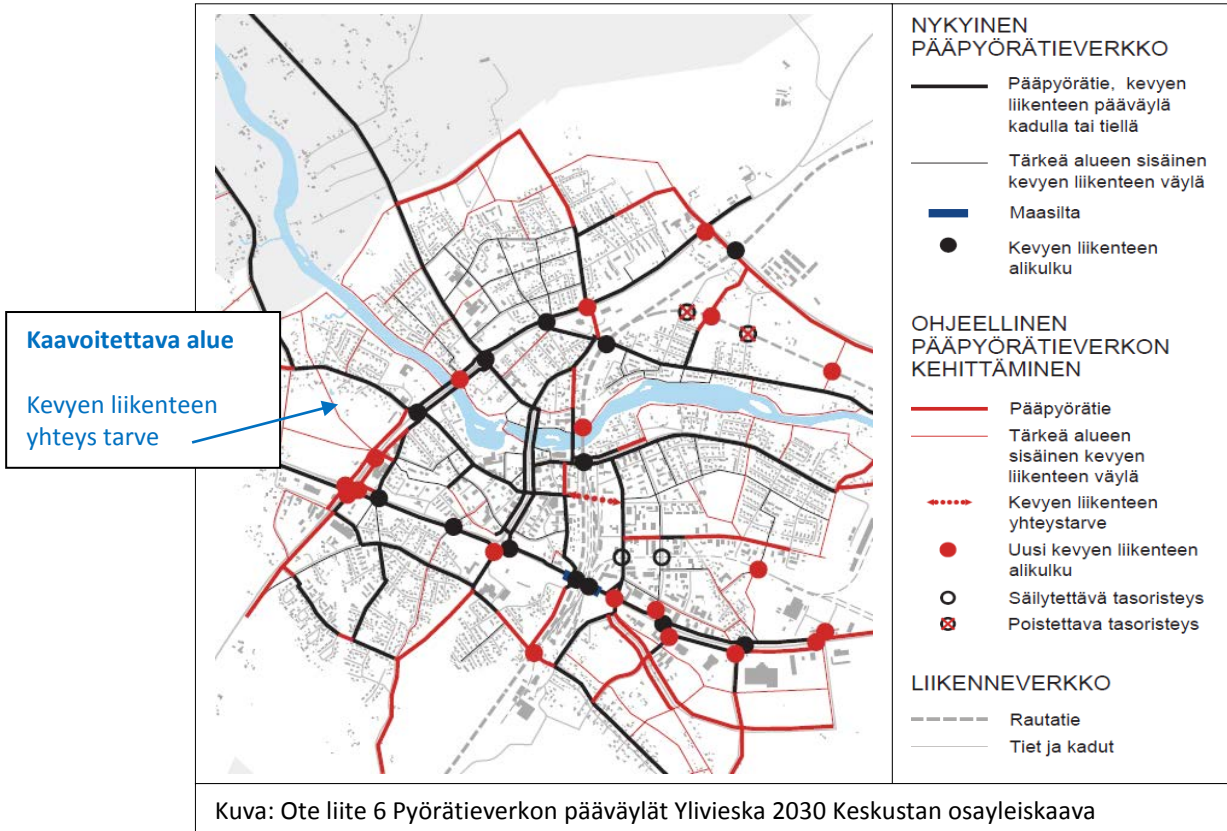 Kaavoitettava alue
Kevyen liikenteen
yhteys tarve
NYKYINEN
PÄÄPYÖRÄTIEVERKKO
Pääpyörätie, kevyen
liikenteen pääväylä
kadulla tai tiellä
Tärkeä alueen sisäinen
kevyen liikenteen väylä
Maasilta
Kevyen liikenteen
alikulku
OHJEELLINEN
PÄÄPYÖRÄTIEVERKON
KEHITTÄMINEN
Pääpyörätie
Tärkeä alueen
sisäinen kevyen
liikenteen väylä
Kevyen liikenteen
yhteystarve
Uusi kevyen liikenteen
alikulku
Säilytettävä tasoristeys
Poistettava tasoristeys
LIIKENNEVERKKO
Rautatie
Tiet ja kadut
Kuva: Ote liite 6 Pyörätieverkon pääväylät Ylivieska 2030 Keskustan osayleiskaava